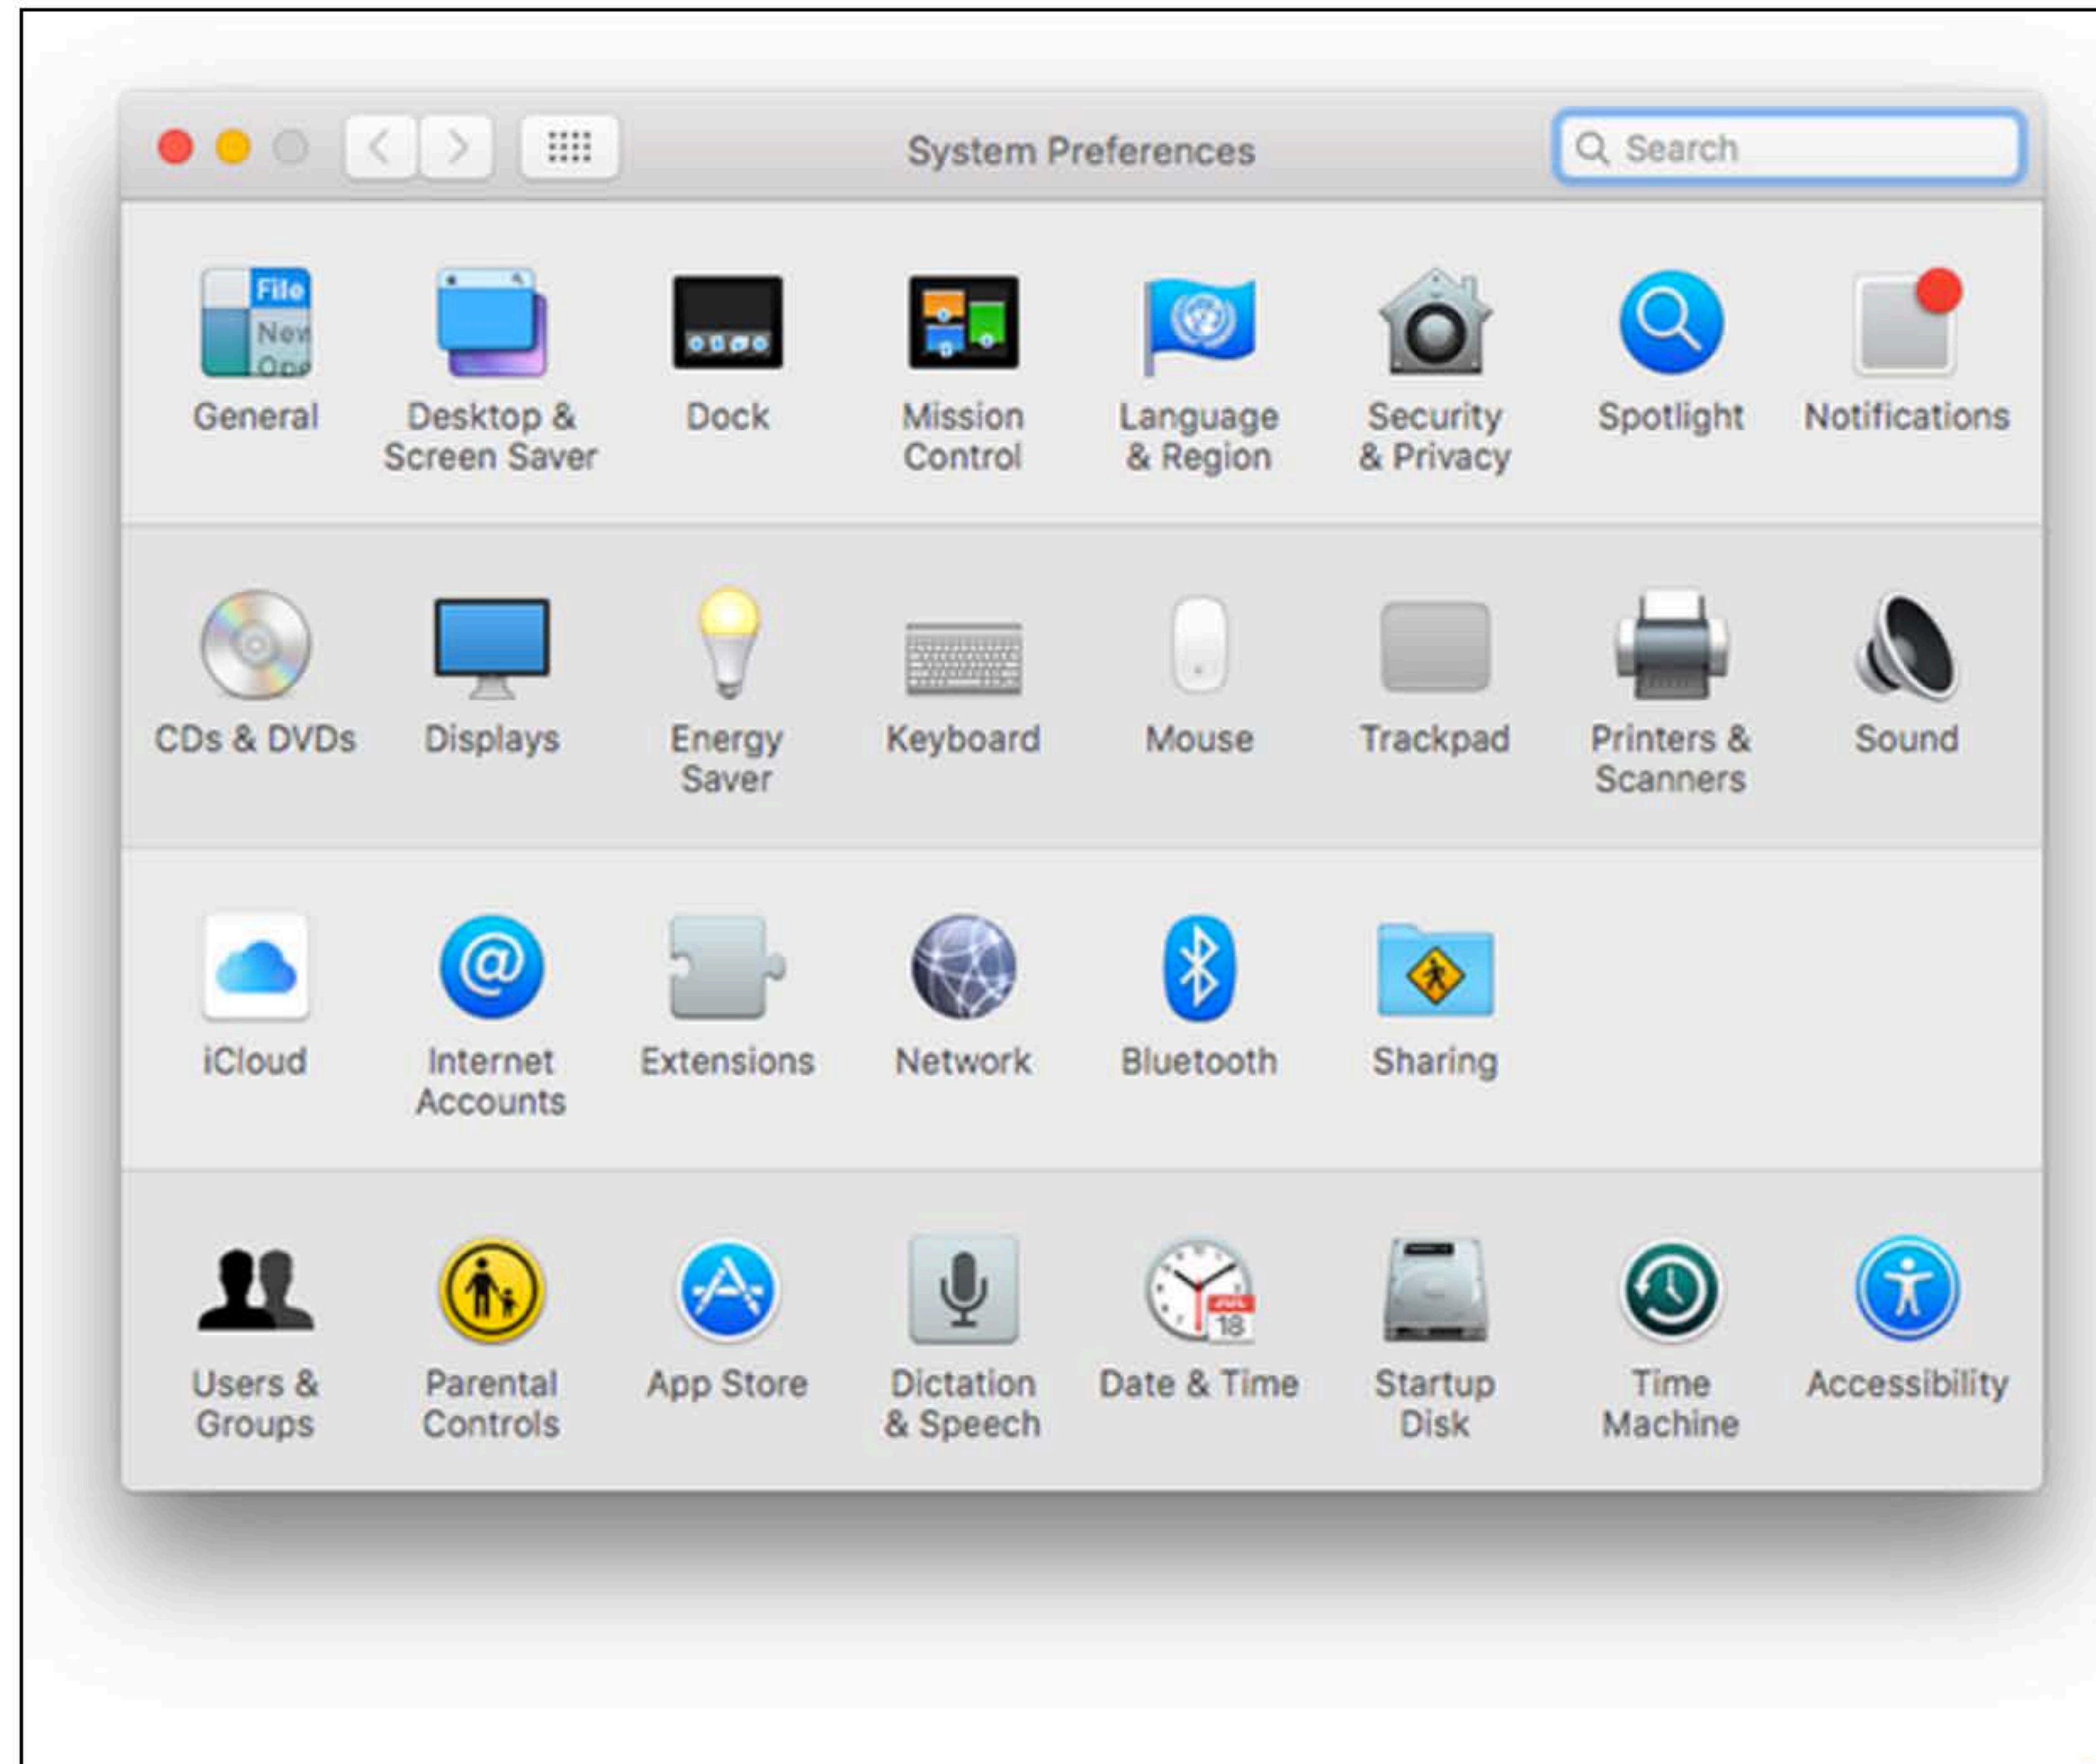 System Preferences
Search
File
New
Ope
General
Desktop &
Screen Saver
Dock
Mission
Control
Language
& Region
Security
& Privacy
Spotlight
Notifications
CDs & DVDs
Displays
Energy
Saver
Keyboard
Mouse
Trackpad
Printers &
Scanners
Sound
iCloud
@
Internet
Accounts
Extensions
Network
Bluetooth
Sharing
Users &
Groups
Parental
Controls
App Store
Dictation
& Speech
JUL
18
Date & Time
Startup
Disk
Time
Machine
Accessibility